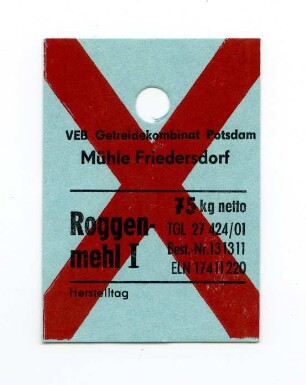 VEB Getreidekombinat Potsdam
Mühle Friedersdorf
Roggen-
mehl I
75 kg netto
TGL 27 424/01
Best.-Nr.131311
ELN 17411220
Herstelltag